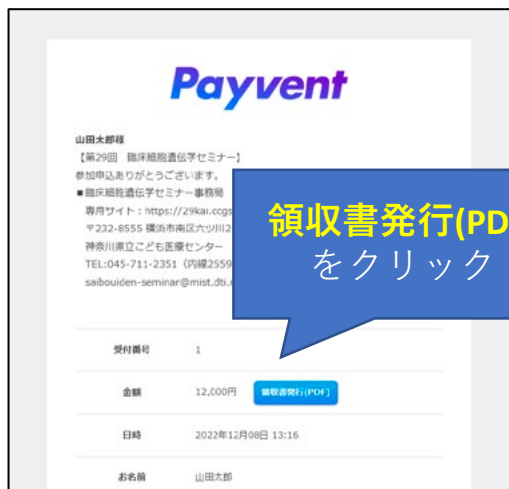 Payvent
山田太郎様
【第29回 臨床細胞遺伝学セミナー】
参加申込ありがとうございます。
■臨床細胞遺伝学セミナー事務局
専用サイト：https://29kai.ccgs
〒232-8555 横浜市南区六ツ川2
神奈川県立こども医療センター
TEL:045-711-2351（内線2559
saibouiden-seminar@mist.dti.
領収書発行(PD
をクリック
受付番号 1
金額 12,000円 領収書発行(PDF)
日時 2022年12月08日 13:16
お名前 山田太郎